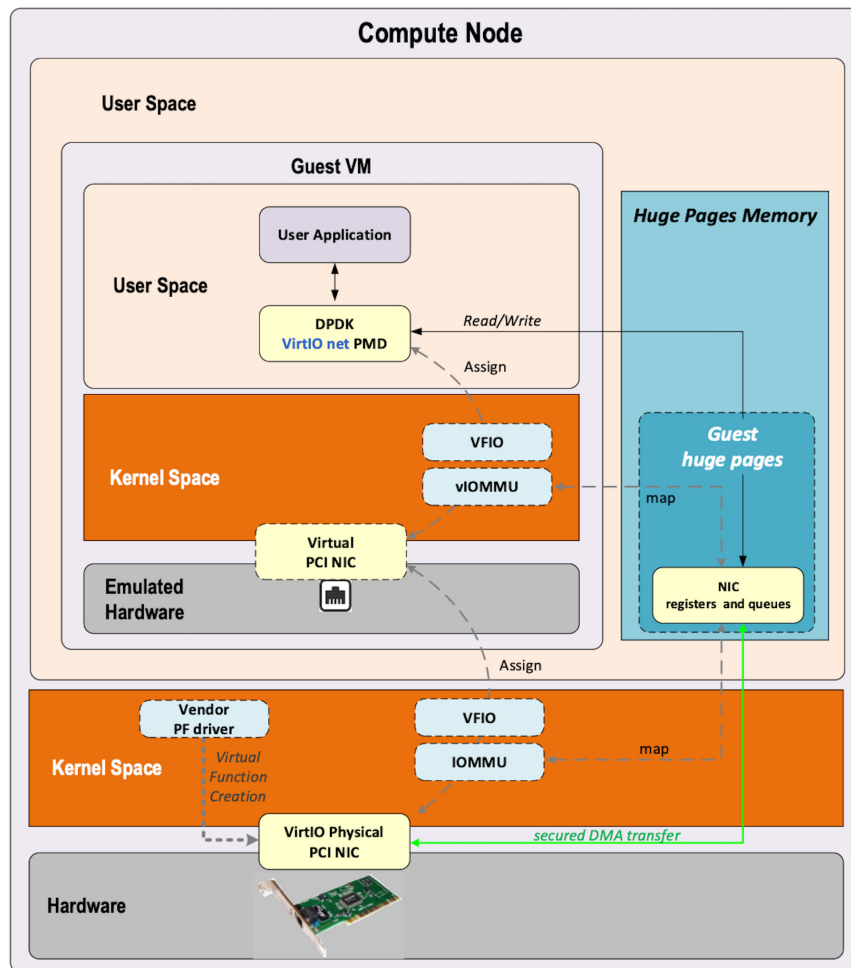 Compute Node
User Space
Guest VM
Huge Pages Memory
User Application
User Space
DPDK
VirtIO net PMD
Read/Write
Assign
Guest
huge pages
VFIO
Kernel Space
vIOMMU
map
Virtual
PCI NIC
NIC
registers and queues
Emulated
Hardware
Assign
Vendor
PF driver
VFIO
Kernel Space
Virtual
Function
Creation
IOMMU
map
VirtIO Physical
PCI NIC
secured DMA transfer
Hardware